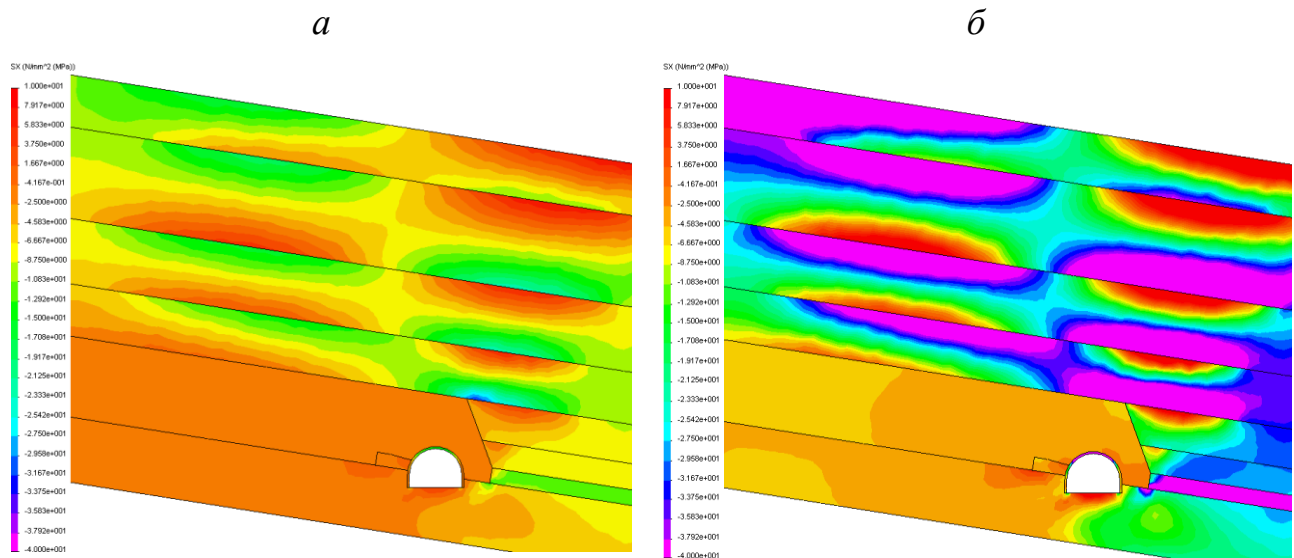 а
б
SX (N/mm^2 (MPa))
1.000e+001
7.917e+000
5.833e+000
3.750e+000
1.667e+000
-4.167e-001
-2.500e+000
-4.583e+000
-6.667e+000
-8.750e+000
-1.083e+001
-1.292e+001
-1.500e+001
-1.708e+001
-1.917e+001
-2.125e+001
-2.333e+001
-2.542e+001
-2.750e+001
-2.958e+001
-3.167e+001
-3.375e+001
-3.583e+001
-3.792e+001
-4.000e+001
SX (N/mm^2 (MPa))
1.000e+001
7.917e+000
5.833e+000
3.750e+000
1.667e+000
-4.167e-001
-2.500e+000
-4.583e+000
-6.667e+000
-8.750e+000
-1.083e+001
-1.292e+001
-1.500e+001
-1.708e+001
-1.917e+001
-2.125e+001
-2.333e+001
-2.542e+001
-2.750e+001
-2.958e+001
-3.167e+001
-3.375e+001
-3.583e+001
-3.792e+001
-4.000e+001